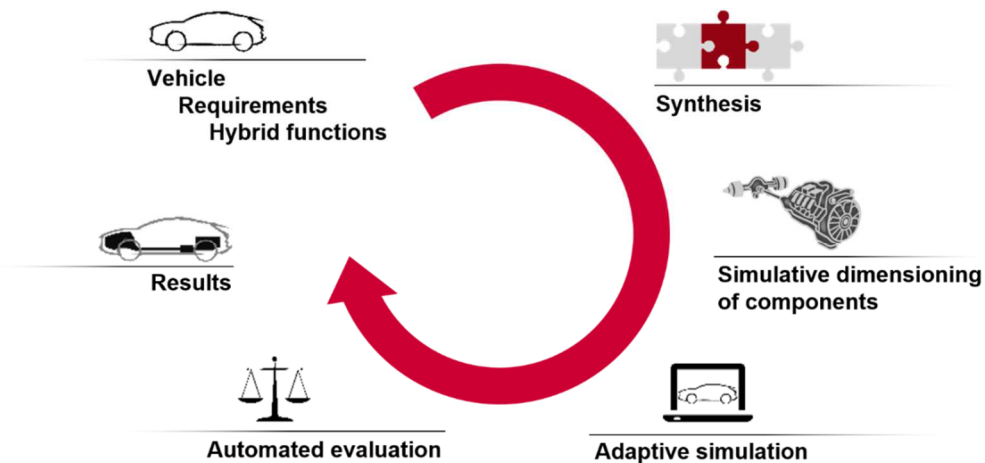 Vehicle
Requirements
Hybrid functions
Synthesis
Simulative dimensioning
of components
Adaptive simulation
Automated evaluation
Results